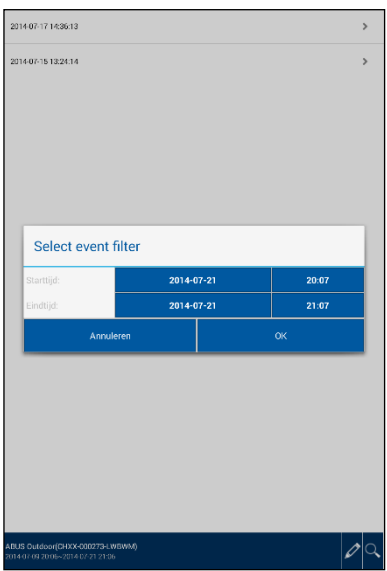 2014-07-17 14:36:13
2014-07-15 13:24:14
Select event filter
Starttijd: 2014-07-21 20:07
Eindtijd: 2014-07-21 21:07
Annuleren OK
ABUS Outdoor(CHXX-000273-LWBWM)
2014-07-09 20:06~2014-07-21 21:06